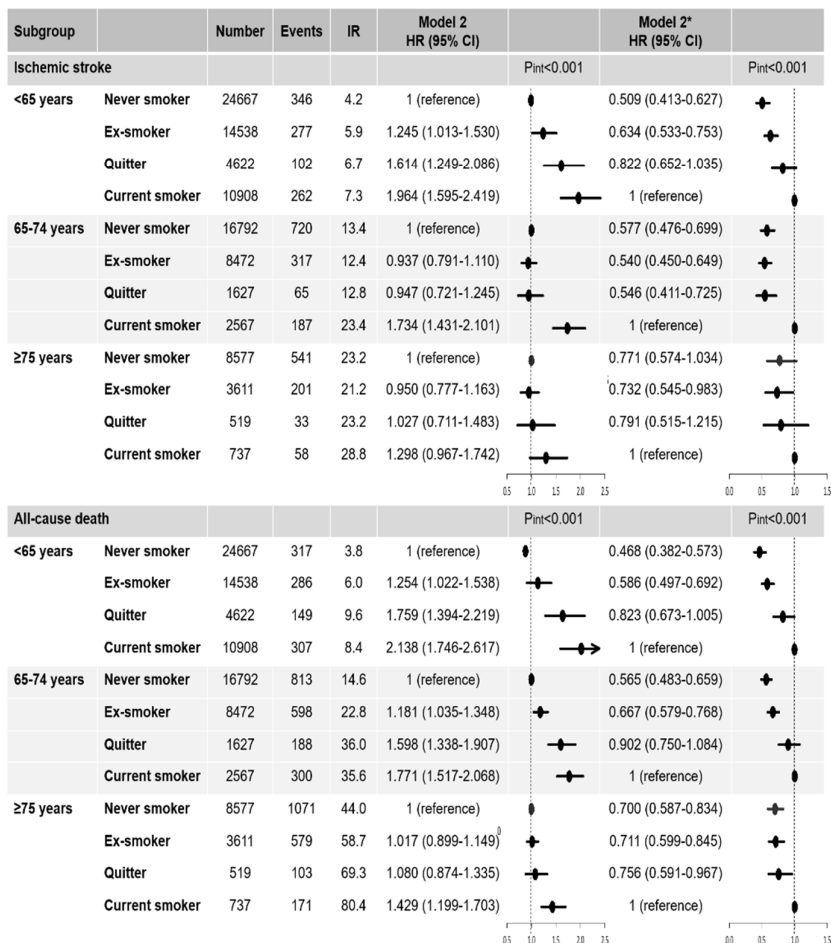 Subgroup Number Events IR Model 2 HR (95% CI) Model 2* HR (95% CI)
Ischemic stroke Pint<0.001 Pint<0.001
<65 years Never smoker 24667 346 4.2 1 (reference) 0.509 (0.413-0.627)
Ex-smoker 14538 277 5.9 1.245 (1.013-1.530) 0.634 (0.533-0.753)
Quitter 4622 102 6.7 1.614 (1.249-2.086) 0.822 (0.652-1.035)
Current smoker 10908 262 7.3 1.964 (1.595-2.419) 1 (reference)
65-74 years Never smoker 16792 720 13.4 1 (reference) 0.577 (0.476-0.699)
Ex-smoker 8472 317 12.4 0.937 (0.791-1.110) 0.540 (0.450-0.649)
Quitter 1627 65 12.8 0.947 (0.721-1.245) 0.546 (0.411-0.725)
Current smoker 2567 187 23.4 1.734 (1.431-2.101) 1 (reference)
≥75 years Never smoker 8577 541 23.2 1 (reference) 0.771 (0.574-1.034)
Ex-smoker 3611 201 21.2 0.950 (0.777-1.163) 0.732 (0.545-0.983)
Quitter 519 33 23.2 1.027 (0.711-1.483) 0.791 (0.515-1.215)
Current smoker 737 58 28.8 1.298 (0.967-1.742) 1 (reference)
0.5 1.0 1.5 2.0 2.5 0.0 0.5 1.0 1.5
All-cause death Pint<0.001 Pint<0.001
<65 years Never smoker 24667 317 3.8 1 (reference) 0.468 (0.382-0.573)
Ex-smoker 14538 286 6.0 1.254 (1.022-1.538) 0.586 (0.497-0.692)
Quitter 4622 149 9.6 1.759 (1.394-2.219) 0.823 (0.673-1.005)
Current smoker 10908 307 8.4 2.138 (1.746-2.617) 1 (reference)
65-74 years Never smoker 16792 813 14.6 1 (reference) 0.565 (0.483-0.659)
Ex-smoker 8472 598 22.8 1.181 (1.035-1.348) 0.667 (0.579-0.768)
Quitter 1627 188 36.0 1.598 (1.338-1.907) 0.902 (0.750-1.084)
Current smoker 2567 300 35.6 1.771 (1.517-2.068) 1 (reference)
≥75 years Never smoker 8577 1071 44.0 1 (reference) 0.700 (0.587-0.834)
Ex-smoker 3611 579 58.7 1.017 (0.899-1.149) 0.711 (0.599-0.845)
Quitter 519 103 69.3 1.080 (0.874-1.335) 0.756 (0.591-0.967)
Current smoker 737 171 80.4 1.429 (1.199-1.703) 1 (reference)
0.5 1.0 1.5 2.0 2.5 0.0 0.5 1.0 1.5